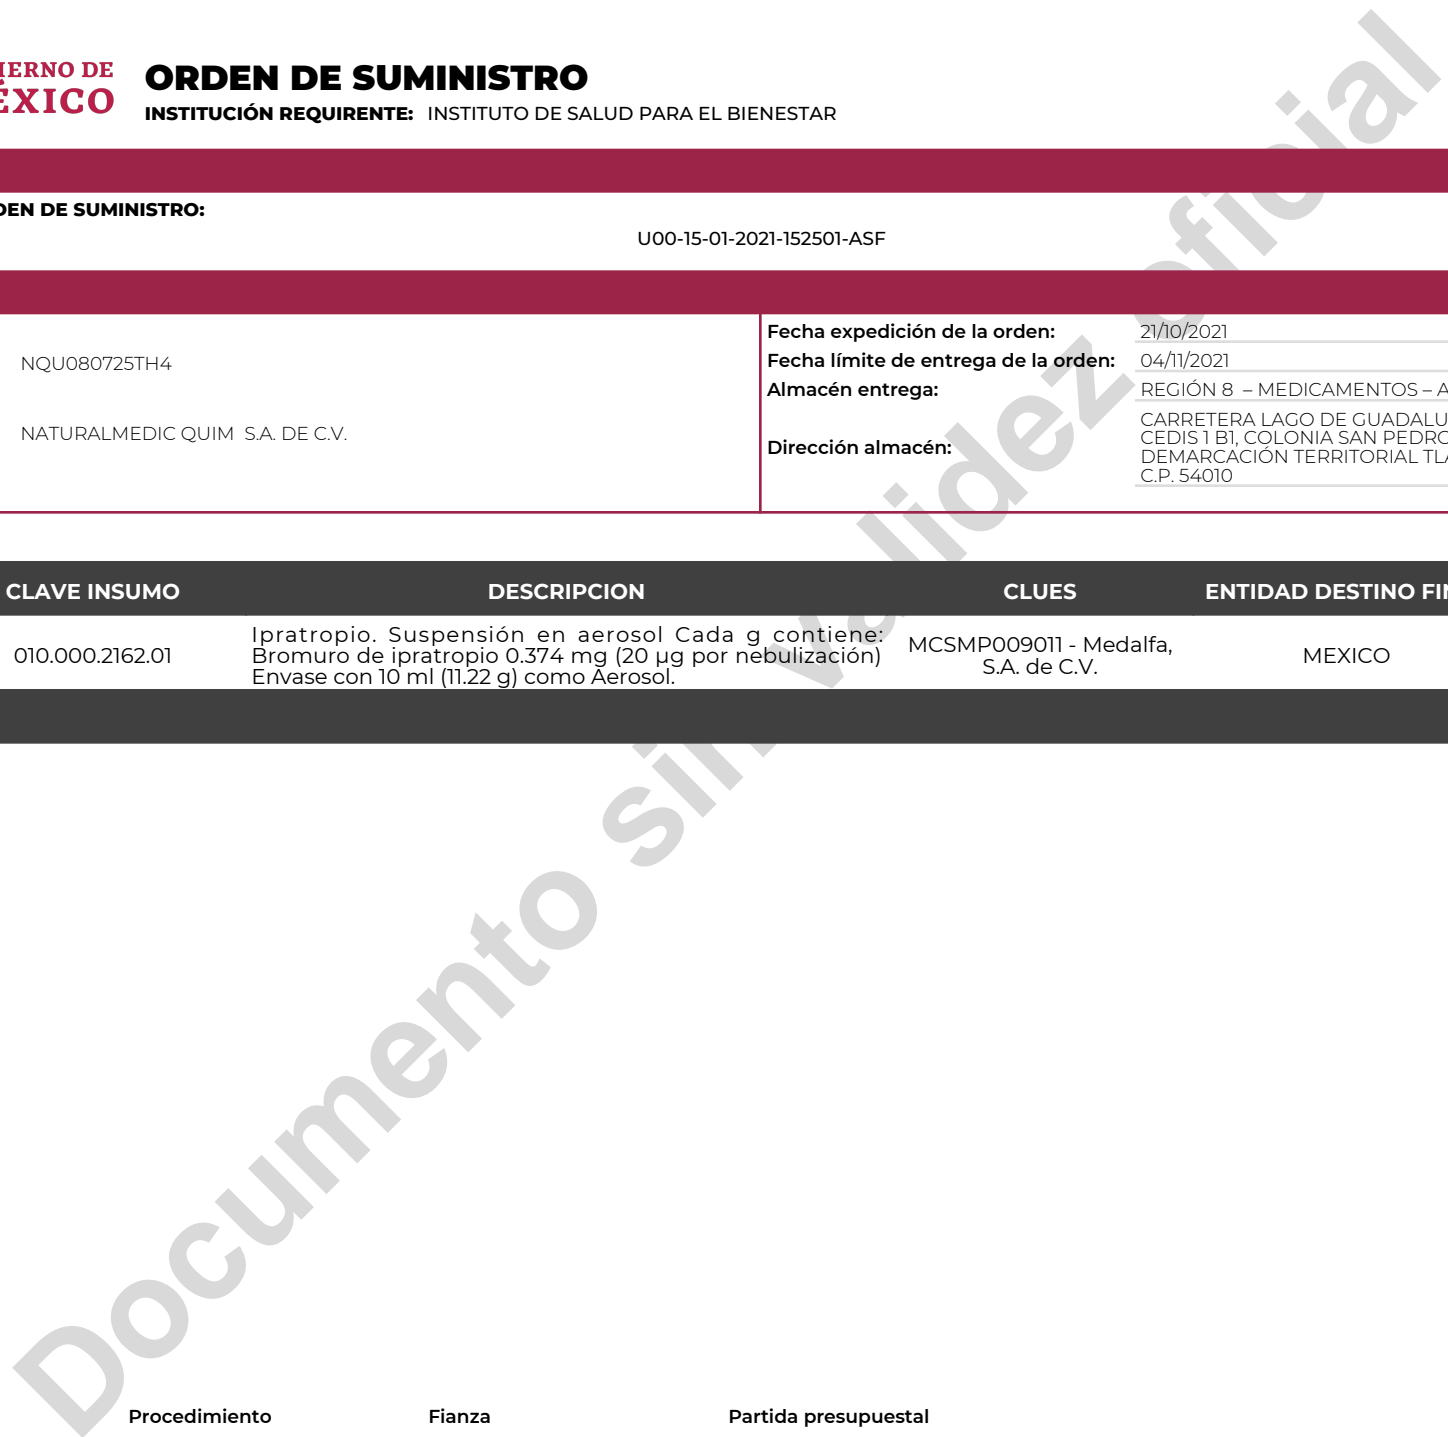 ORDEN DE SUMINISTRO
INSTITUCIÓN REQUIRENTE: INSTITUTO DE SALUD PARA EL BIENESTAR
IERNO DE
ÉXICO
DEN DE SUMINISTRO:
U00-15-01-2021-152501-ASF
NQU080725TH4
NATURALMEDIC QUIM S.A. DE C.V.
Fecha expedición de la orden: 21/10/2021
Fecha límite de entrega de la orden: 04/11/2021
Almacén entrega: REGIÓN 8 – MEDICAMENTOS – A
Dirección almacén: CARRETERA LAGO DE GUADALU
CEDIS 1 B1, COLONIA SAN PEDRO
DEMARCACIÓN TERRITORIAL TLA
C.P. 54010
CLAVE INSUMO DESCRIPCION CLUES ENTIDAD DESTINO FIN
010.000.2162.01
Ipratropio. Suspensión en aerosol Cada g contiene:
Bromuro de ipratropio 0.374 mg (20 µg por nebulización)
Envase con 10 ml (11.22 g) como Aerosol.
MCSMP009011 - Medalfa,
S.A. de C.V.
MEXICO
Documento sin validez oficial
Procedimiento Fianza Partida presupuestal